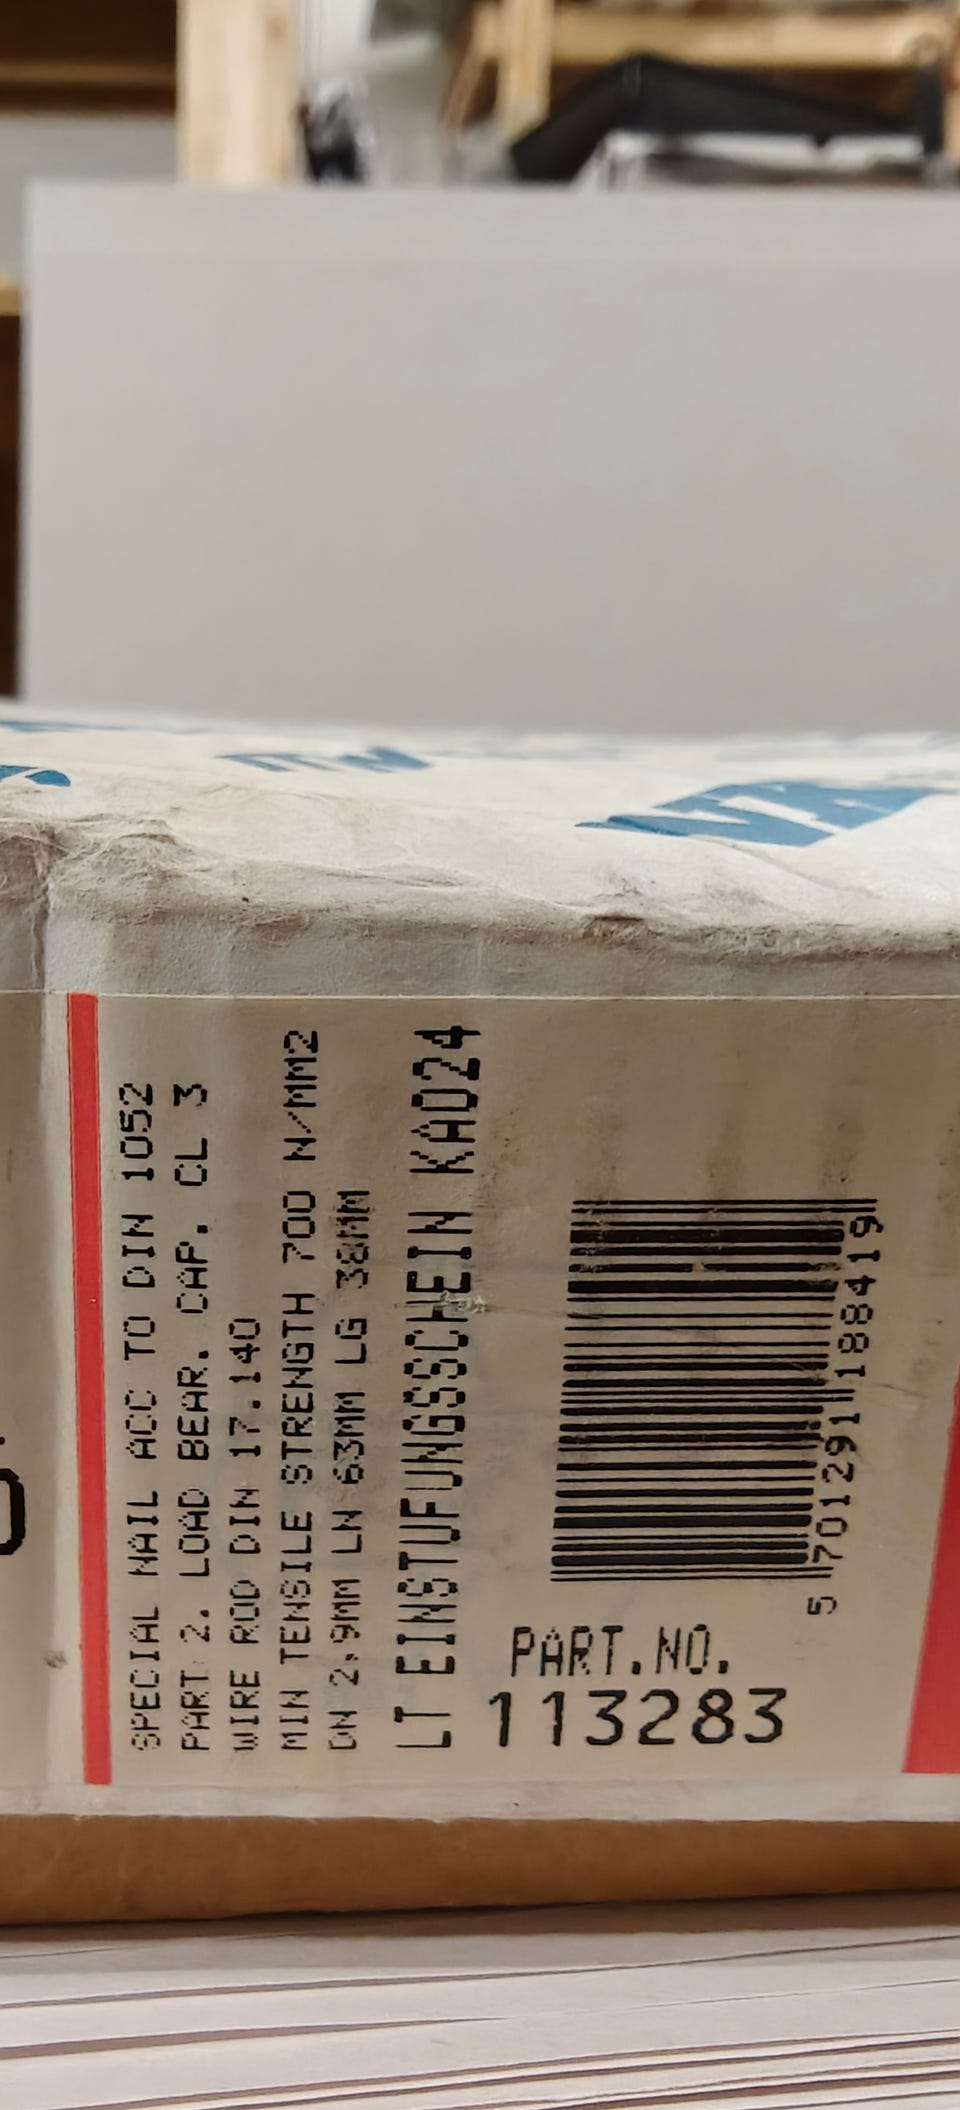 SPECIAL NAIL ACC TO DIN 1052
PART 2. LOAD BEAR. CAP. CL 3
WIRE ROD DIN 17.140
MIN TENSILE STRENGTH 700 N/MM2
DN 2,9MM LN 63MM LG 38MM
LT EINSTUFUNGSSCHEIN KA024
PART.NO.
113283
5 701291 188419